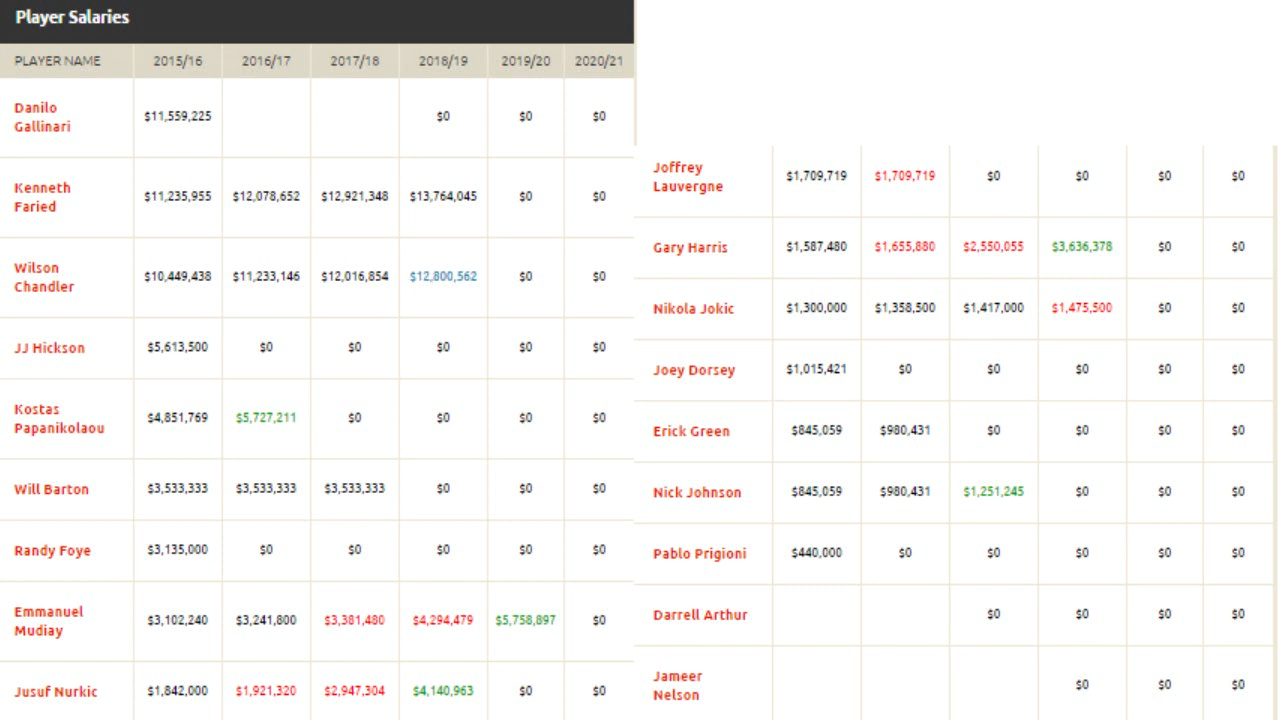 Player Salaries
PLAYER NAME 2015/16 2016/17 2017/18 2018/19 2019/20 2020/21
Danilo Gallinari $11,559,225 $0 $0 $0
Kenneth Faried $11,235,955 $12,078,652 $12,921,348 $13,764,045 $0 $0
Wilson Chandler $10,449,438 $11,233,146 $12,016,854 $12,800,562 $0 $0
JJ Hickson $5,613,500 $0 $0 $0 $0 $0
Kostas Papanikolaou $4,851,769 $5,727,211 $0 $0 $0 $0
Will Barton $3,533,333 $3,533,333 $3,533,333 $0 $0 $0
Randy Foye $3,135,000 $0 $0 $0 $0 $0
Emmanuel Mudiay $3,102,240 $3,241,800 $3,381,480 $4,294,479 $5,758,897 $0
Jusuf Nurkic $1,842,000 $1,921,320 $2,947,304 $4,140,963 $0 $0
Joffrey Lauvergne $1,709,719 $1,709,719 $0 $0 $0 $0
Gary Harris $1,587,480 $1,655,880 $2,550,055 $3,636,378 $0 $0
Nikola Jokic $1,300,000 $1,358,500 $1,417,000 $1,475,500 $0 $0
Joey Dorsey $1,015,421 $0 $0 $0 $0 $0
Erick Green $845,059 $980,431 $0 $0 $0 $0
Nick Johnson $845,059 $980,431 $1,251,245 $0 $0 $0
Pablo Prigioni $440,000 $0 $0 $0 $0 $0
Darrell Arthur $0 $0 $0 $0
Jameer Nelson $0 $0 $0